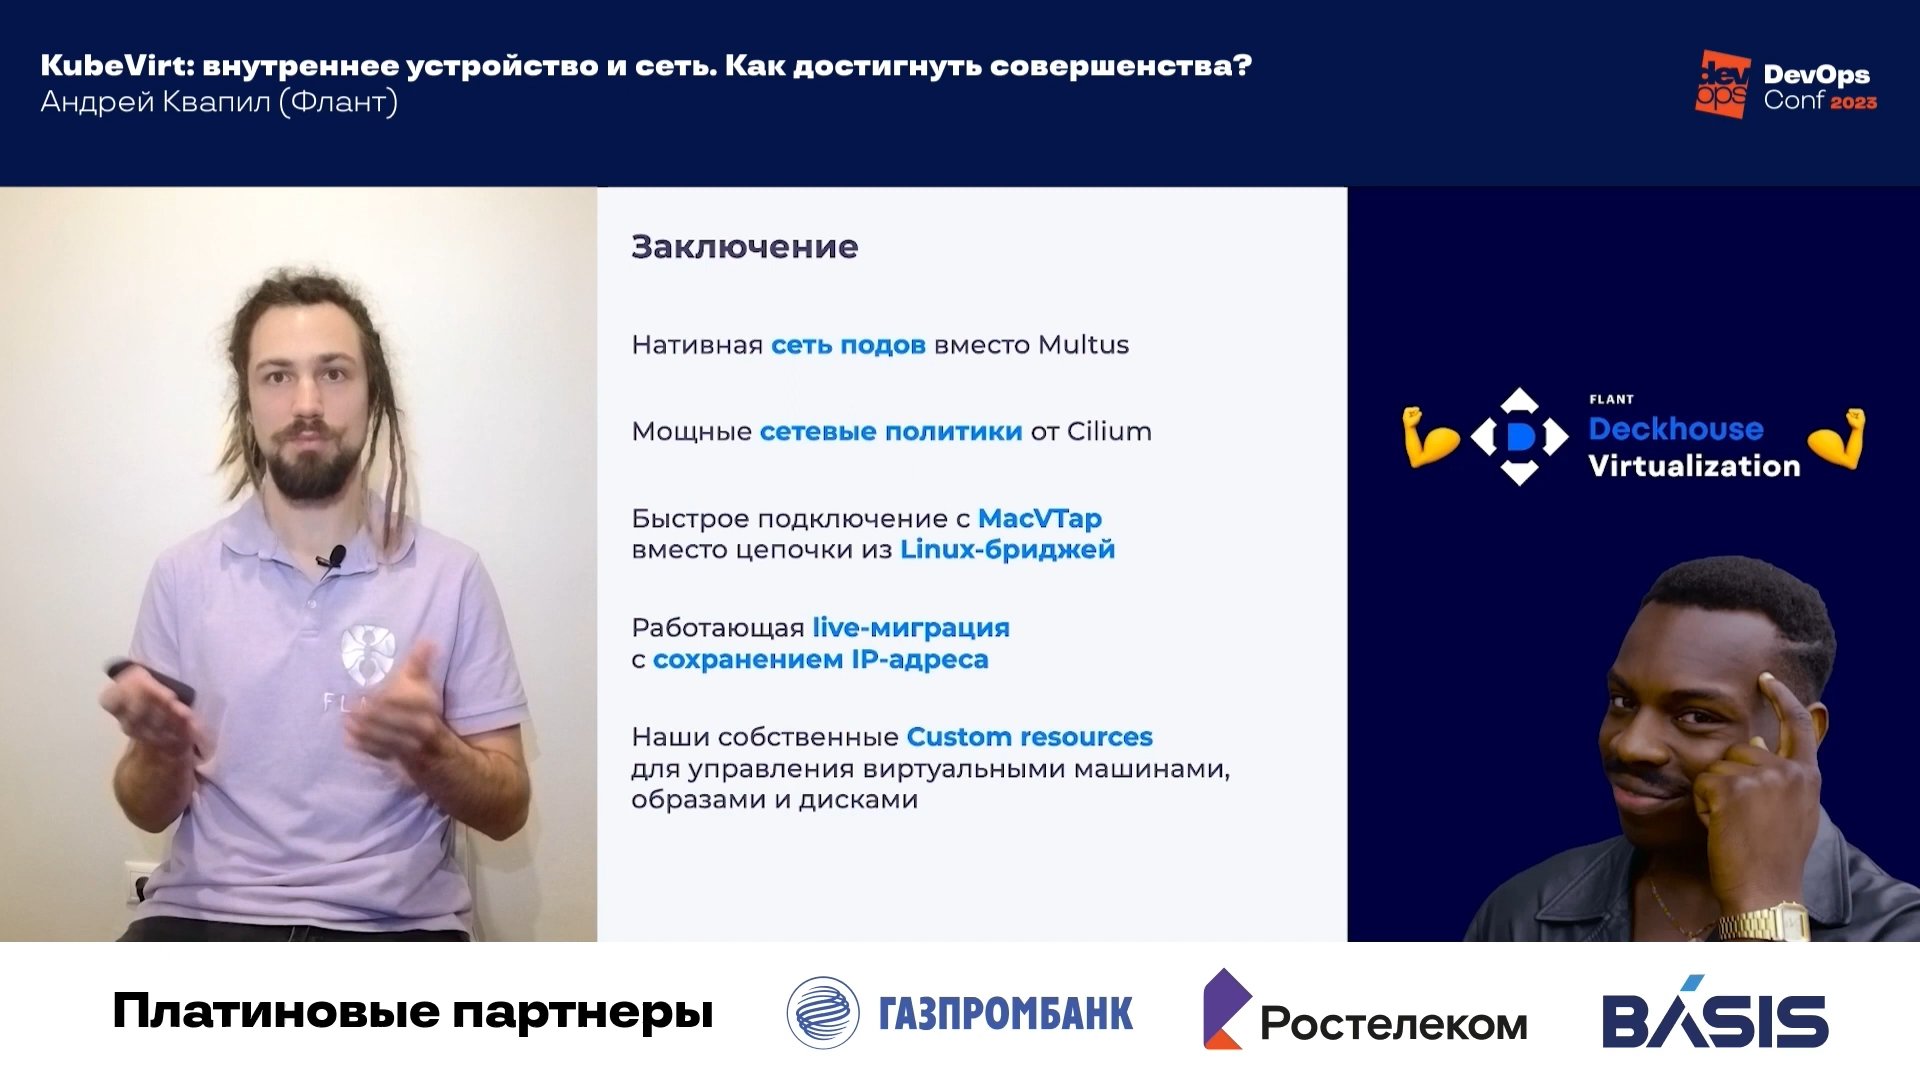 KubeVirt: внутреннее устройство и сеть. Как достигнуть совершенства?
Андрей Квапил (Флант)
dev
ops
DevOps
Conf 2023
Заключение
Нативная сеть подов вместо Multus
Мощные сетевые политики от Cilium
Быстрое подключение с MacVTap
вместо цепочки из Linux-бриджей
Работающая live-миграция
с сохранением IP-адреса
Наши собственные Custom resources
для управления виртуальными машинами,
образами и дисками
FLANT
Deckhouse
Virtualization
Платиновые партнеры
ГАЗПРОМБАНК
Ростелеком
BASIS